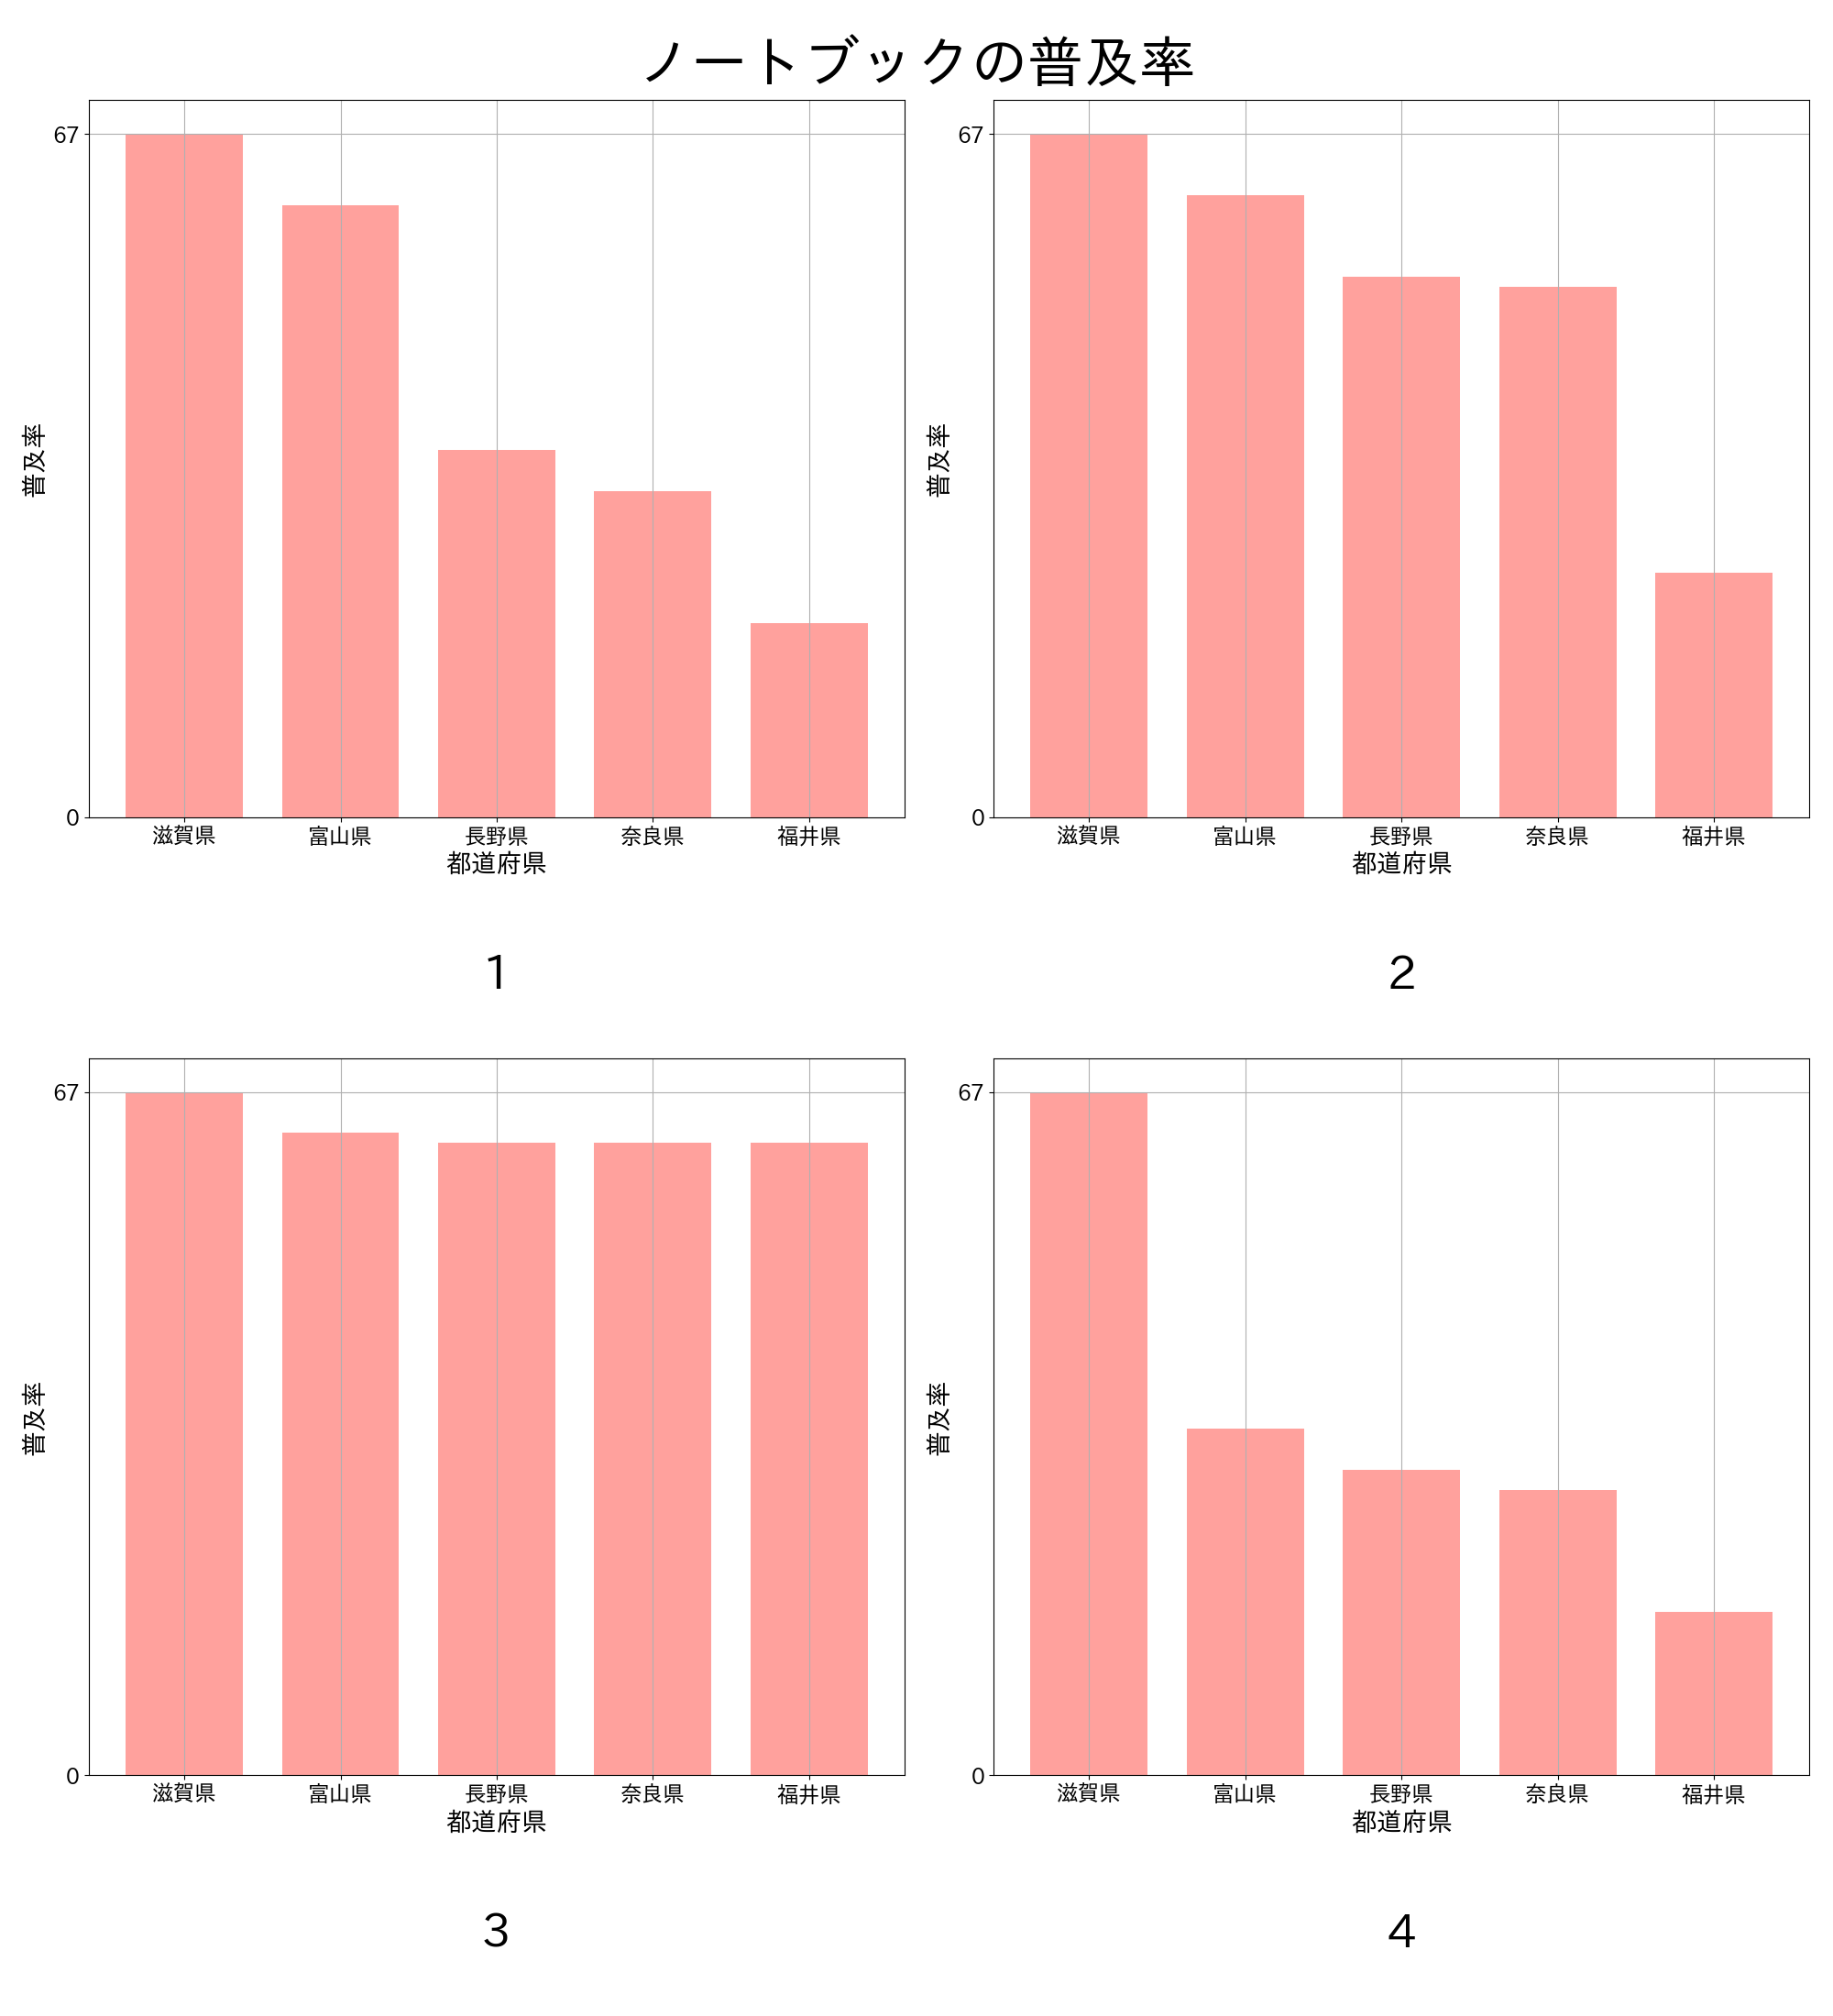 ノートブックの普及率
67
0
普及率
滋賀県 富山県 長野県 奈良県 福井県
都道府県
1
67
0
普及率
滋賀県 富山県 長野県 奈良県 福井県
都道府県
2
67
0
普及率
滋賀県 富山県 長野県 奈良県 福井県
都道府県
3
67
0
普及率
滋賀県 富山県 長野県 奈良県 福井県
都道府県
4